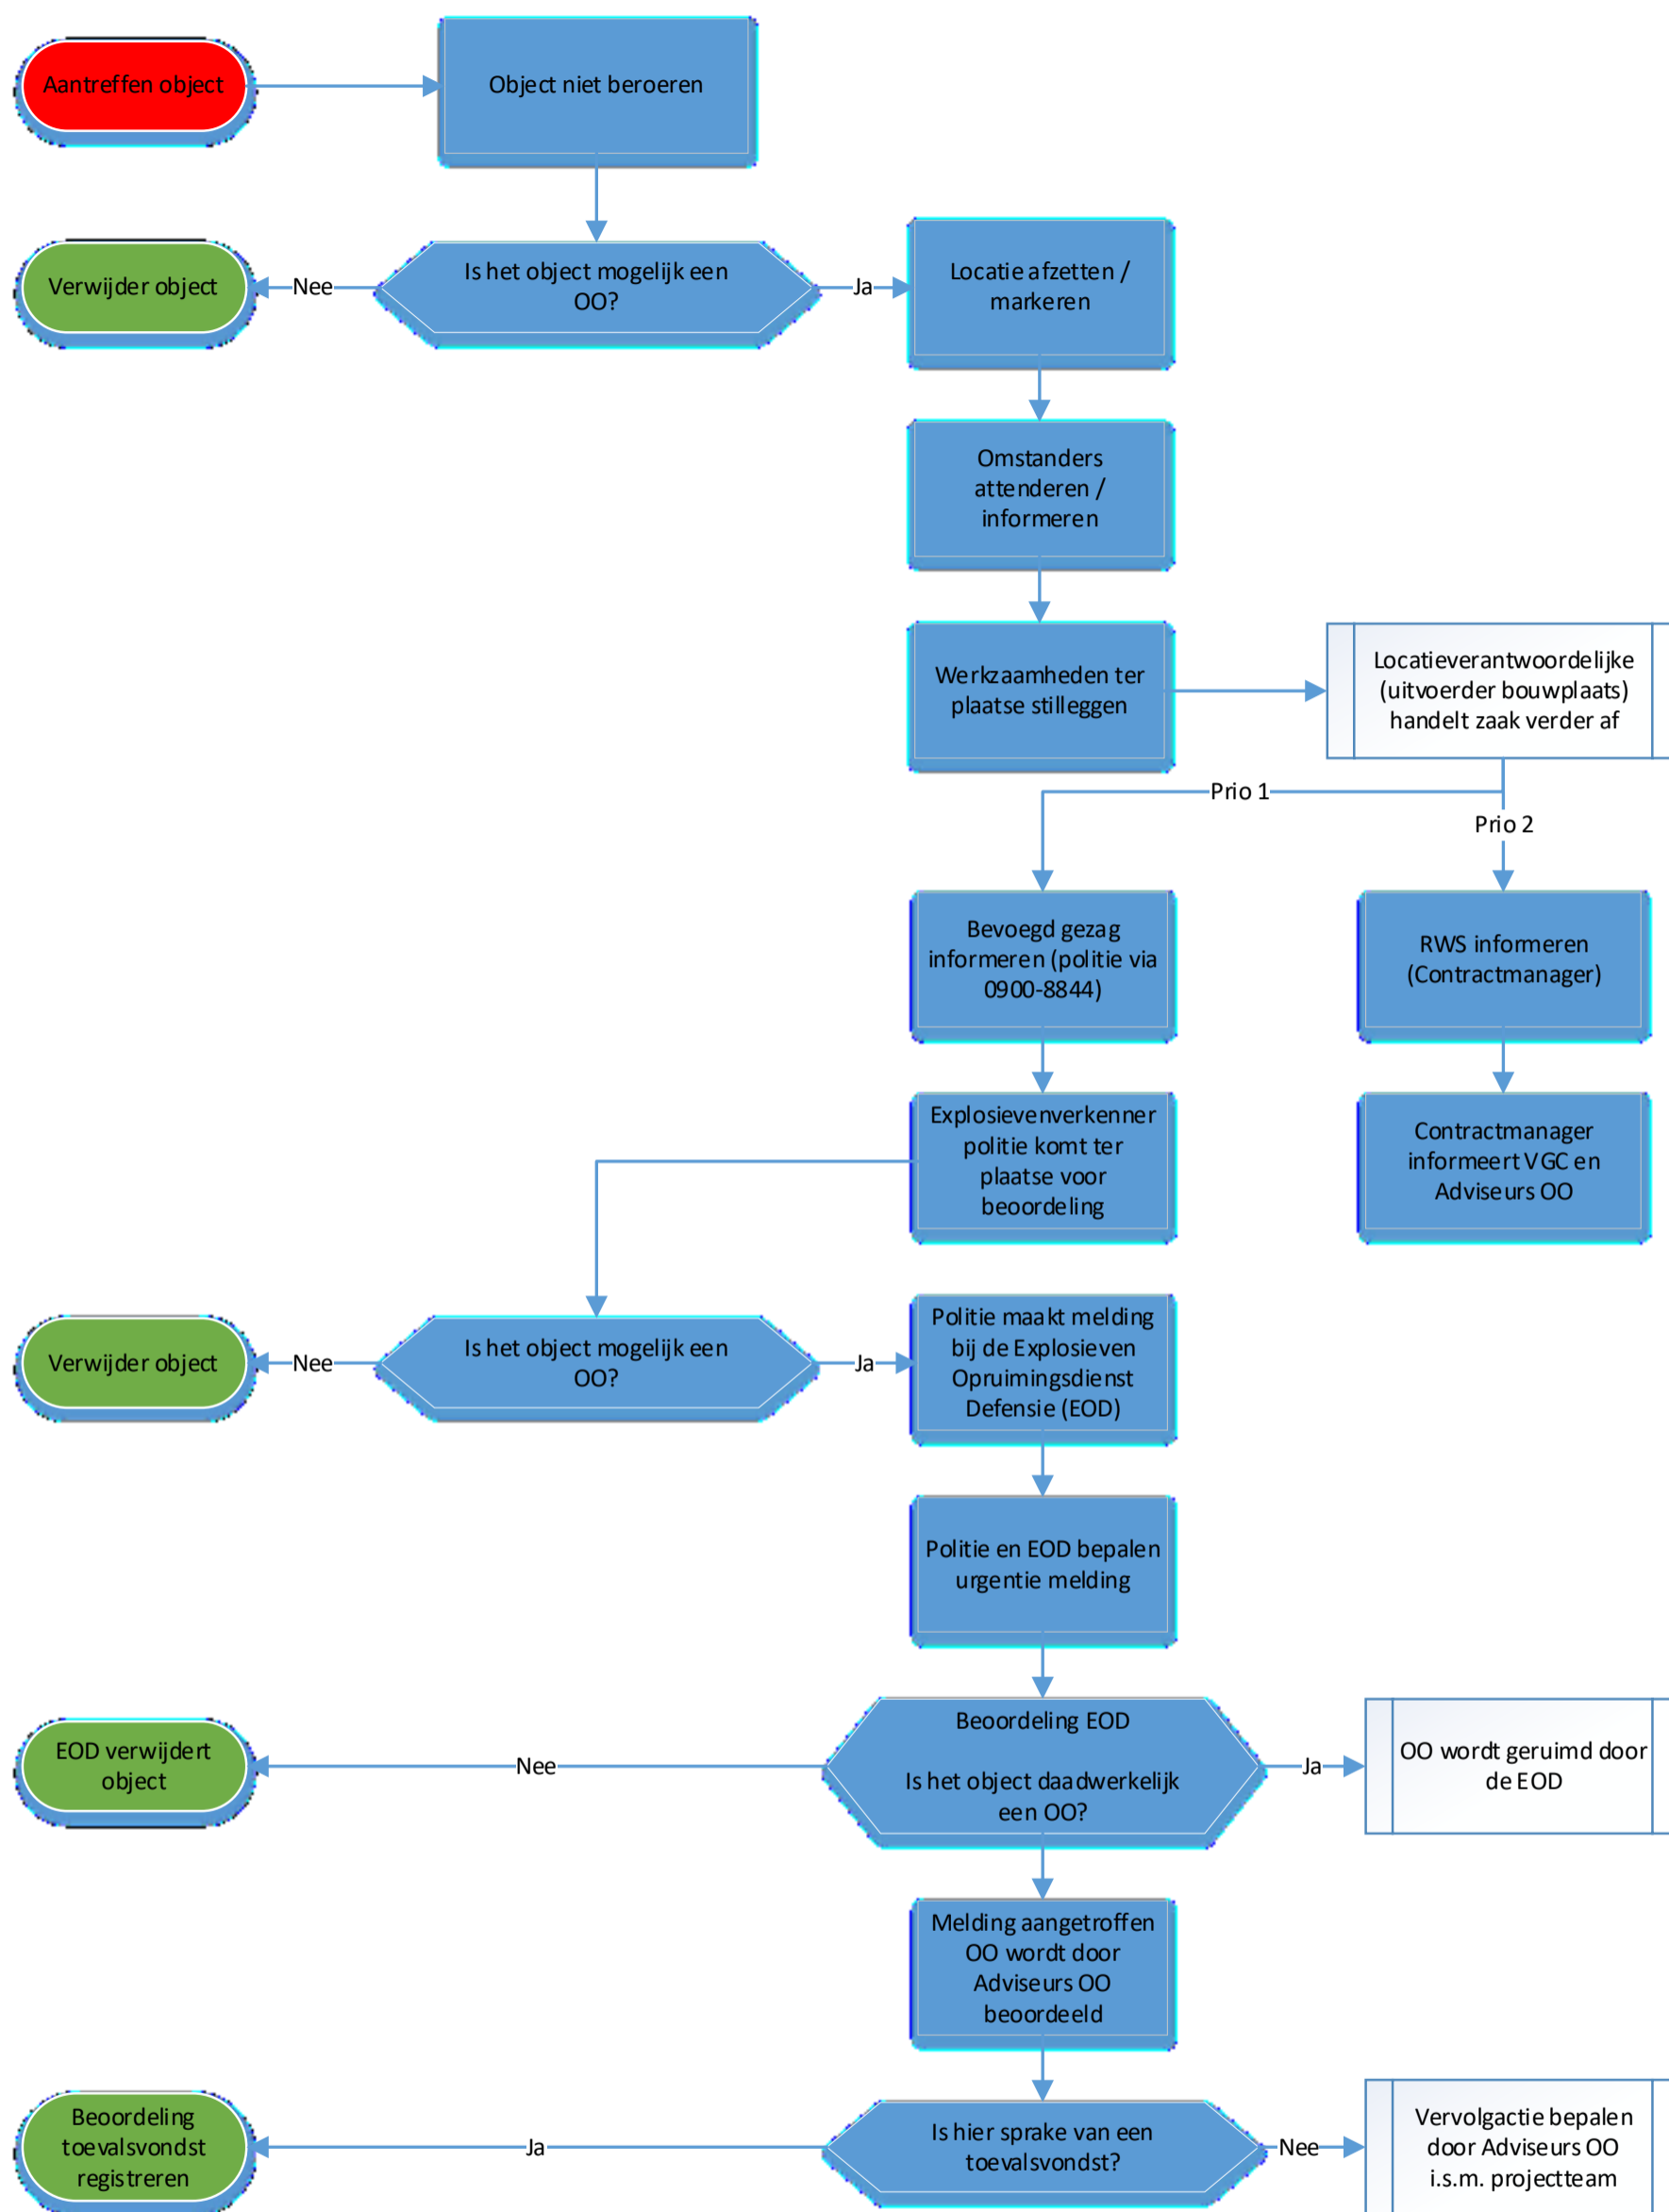 Aantreffen object
Object niet beroeren
Verwijder object
Nee
Is het object mogelijk een
OO?
Ja
Locatie afzetten /
markeren
Omstanders
attenderen /
informeren
Werkzaamheden ter
plaatse stilleggen
Locatieverantwoordelijke
(uitvoerder bouwplaats)
handelt zaak verder af
Prio 1
Prio 2
Bevoegd gezag
informeren (politie via
0900-8844)
RWS informeren
(Contractmanager)
Explosievenverkenner
politie komt ter
plaatse voor
beoordeling
Contractmanager
informeert VGC en
Adviseurs OO
Verwijder object
Nee
Is het object mogelijk een
OO?
Ja
Politie maakt melding
bij de Explosieven
Opruimingsdienst
Defensie (EOD)
Politie en EOD bepalen
urgentie melding
EOD verwijdert
object
Nee
Beoordeling EOD
Is het object daadwerkelijk
een OO?
Ja
OO wordt geruimd door
de EOD
Melding aangetroffen
OO wordt door
Adviseurs OO
beoordeeld
Beoordeling
toevalsvondst
registreren
Ja
Is hier sprake van een
toevalsvondst?
Nee
Vervolgactie bepalen
door Adviseurs OO
i.s.m. projectteam